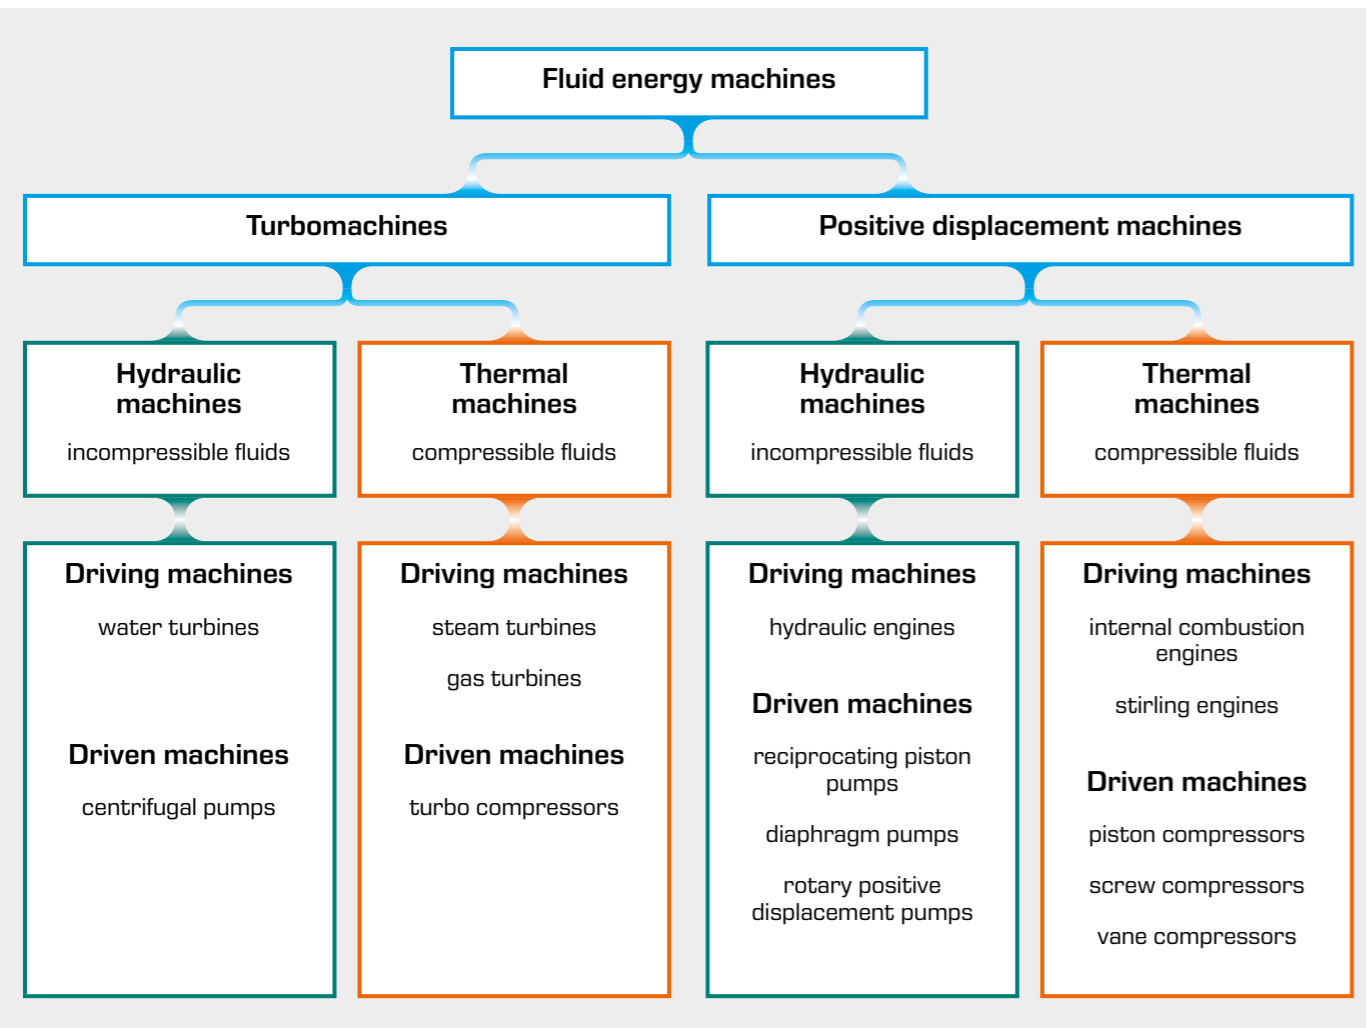 Fluid energy machines
Turbomachines
Positive displacement machines
Hydraulic
machines
incompressible fluids
Thermal
machines
compressible fluids
Hydraulic
machines
incompressible fluids
Thermal
machines
compressible fluids
Driving machines
water turbines
Driven machines
centrifugal pumps
Driving machines
steam turbines
gas turbines
Driven machines
turbo compressors
Driving machines
hydraulic engines
Driven machines
reciprocating piston
pumps
diaphragm pumps
rotary positive
displacement pumps
Driving machines
internal combustion
engines
stirling engines
Driven machines
piston compressors
screw compressors
vane compressors